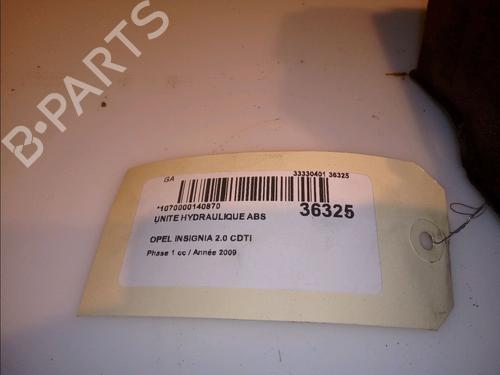 B-PARTS
GA
33330401 36325
*1070000140870
36325
UNITE HYDRAULIQUE ABS
OPEL INSIGNIA 2.0 CDTI
Phase 1 cc / Année 2009